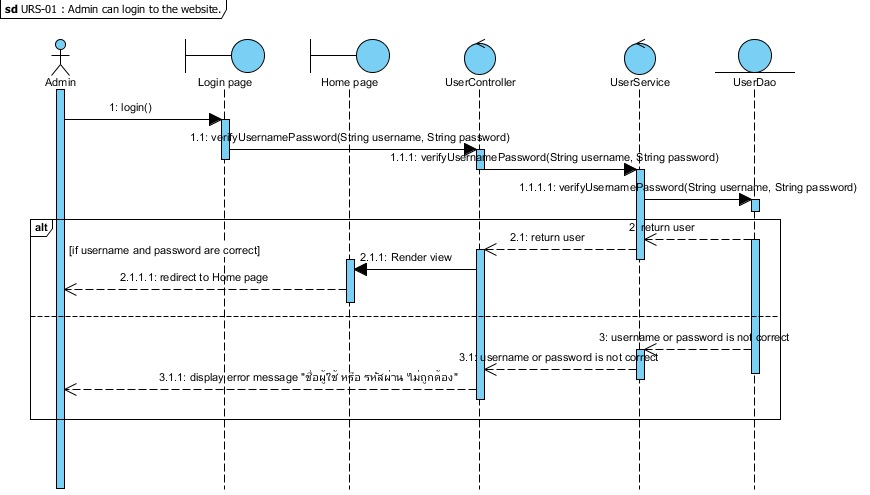 sd URS-01 : Admin can login to the website.
Admin
Login page
Home page
UserController
UserService
UserDao
1: login()
1.1: verifyUsernamePassword(String username, String password)
1.1.1: verifyUsernamePassword(String username, String password)
1.1.1.1: verifyUsernamePassword(String username, String password)
alt
2: return user
2.1: return user
[if username and password are correct]
2.1.1: Render view
2.1.1.1: redirect to Home page
3: username or password is not correct
3.1: username or password is not correct
3.1.1: display error message "ชื่อผู้ใช้ หรือ รหัสผ่าน ไม่ถูกต้อง"